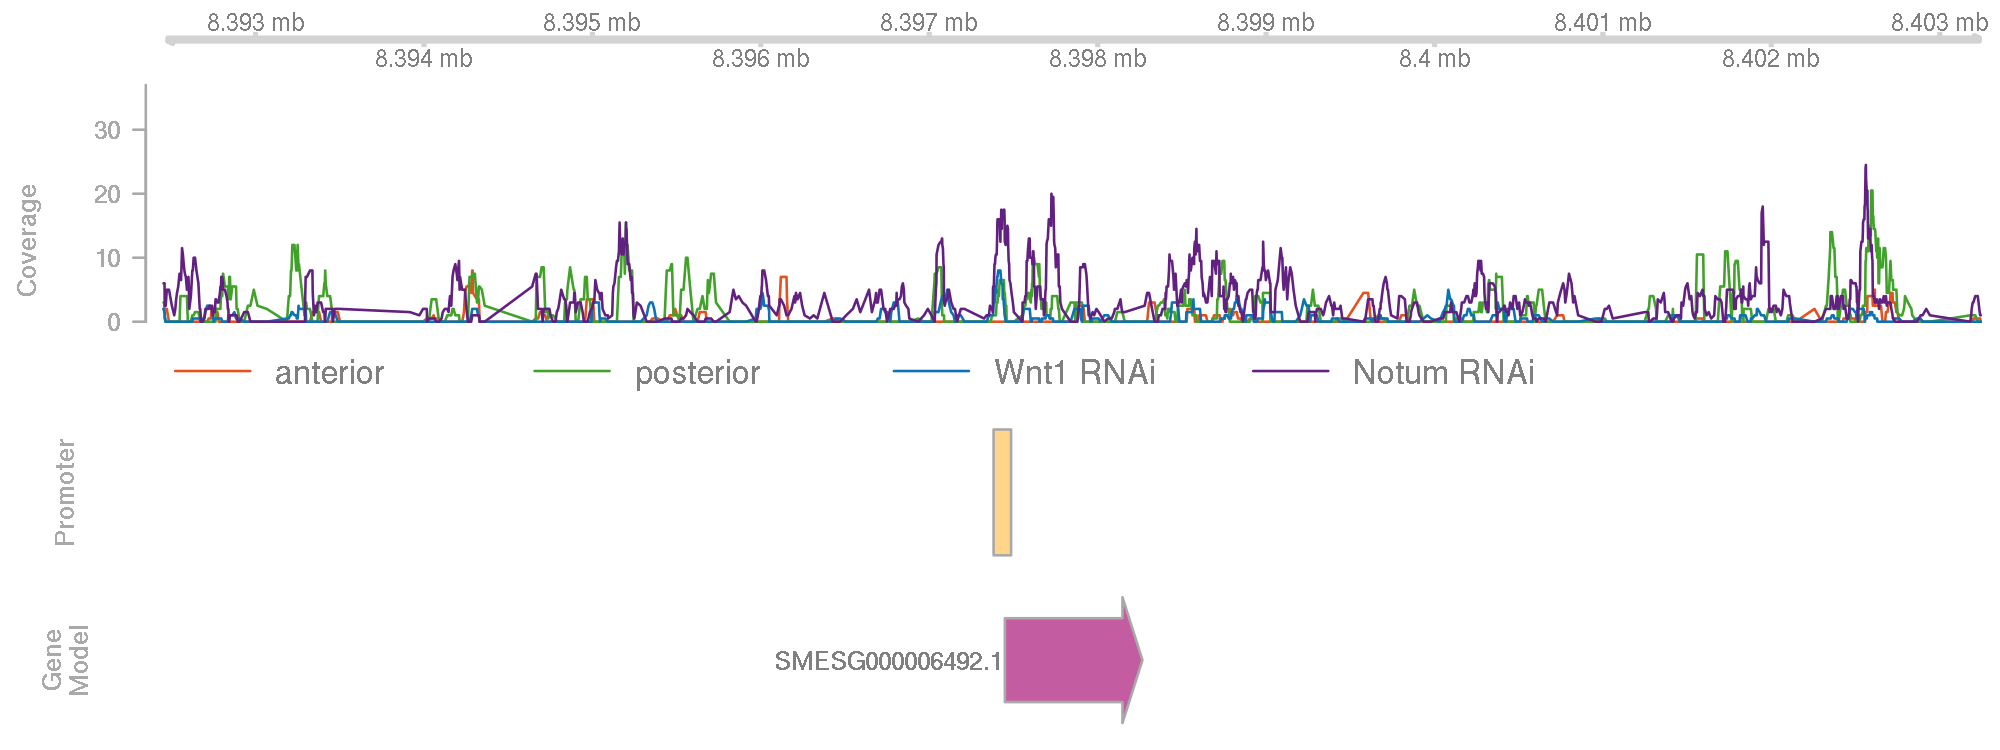 8.393 mb 8.395 mb 8.397 mb 8.399 mb 8.401 mb 8.403 mb
8.394 mb 8.396 mb 8.398 mb 8.4 mb 8.402 mb
30
20
10
0
Coverage
anterior posterior Wnt1 RNAi Notum RNAi
Promoter
Gene
Model
SMESG000006492.1